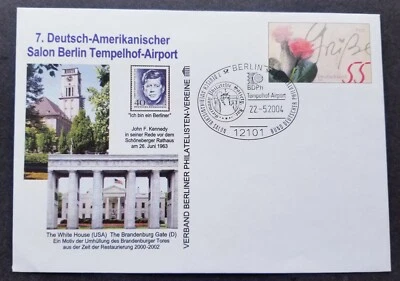 7. Deutsch-Amerikanischer
Salon Berlin Tempelhof-Airport
40
"Ich bin ein Berliner"
John F. Kennedy
in seiner Rede vor dem
Schöneberger Rathaus
am 26. Juni 1963
The White House (USA) The Brandenburg Gate (D)
Ein Motiv der Umhüllung des Brandenburger Tores
aus der Zeit der Restaurierung 2000-2002
VERBAND BERLINER PHILATELISTEN-VEREINE
BERLIN
BDPh
Tempelhof-Airport
22.-5.2004
12101
Grüße
55